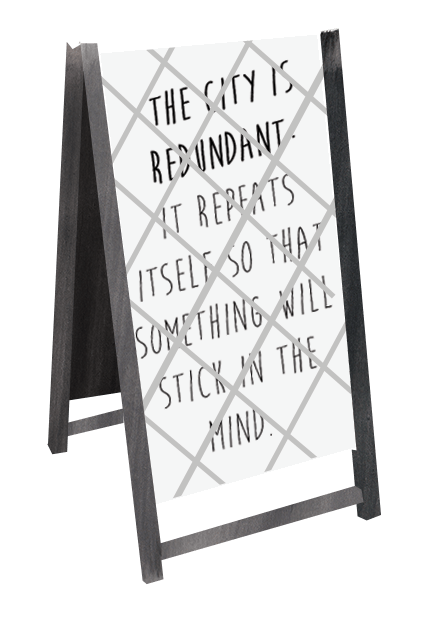 THE CITY IS
REDUNDANT.
IT REPEATS
ITSELF SO THAT
SOMETHING WILL
STICK IN THE
MIND.